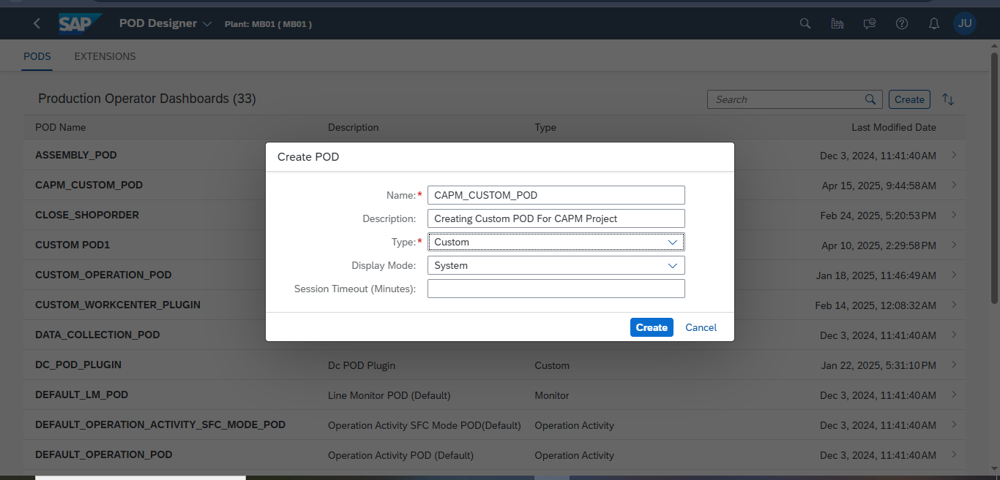 SAP POD Designer Plant: MB01 ( MB01 ) JU
PODS EXTENSIONS
Production Operator Dashboards (33) Search Create
POD Name Description Type Last Modified Date
ASSEMBLY_POD Dec 3, 2024, 11:41:40 AM
CAPM_CUSTOM_POD Apr 15, 2025, 9:44:58 AM
CLOSE_SHOPORDER Feb 24, 2025, 5:20:53 PM
CUSTOM POD1 Apr 10, 2025, 2:29:58 PM
CUSTOM_OPERATION_POD Jan 18, 2025, 11:46:49 AM
CUSTOM_WORKCENTER_PLUGIN Feb 14, 2025, 12:08:32 AM
DATA_COLLECTION_POD Dec 3, 2024, 11:41:40 AM
DC_POD_PLUGIN Dc POD Plugin Custom Jan 22, 2025, 5:31:10 PM
DEFAULT_LM_POD Line Monitor POD (Default) Monitor Dec 3, 2024, 11:41:40 AM
DEFAULT_OPERATION_ACTIVITY_SFC_MODE_POD Operation Activity SFC Mode POD(Default) Operation Activity Dec 3, 2024, 11:41:40 AM
DEFAULT_OPERATION_POD Operation Activity POD (Default) Operation Activity Dec 3, 2024, 11:41:40 AM
Create POD
Name:* CAPM_CUSTOM_POD
Description: Creating Custom POD For CAPM Project
Type:* Custom
Display Mode: System
Session Timeout (Minutes):
Create Cancel